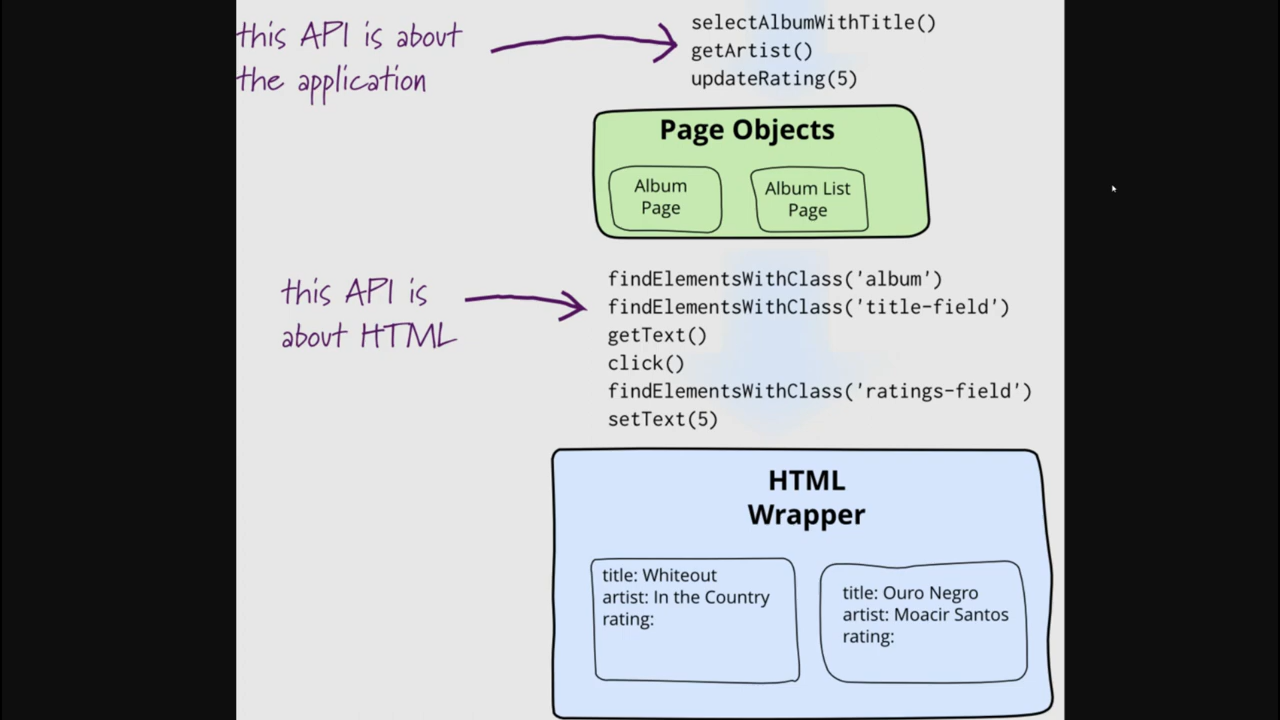 this API is about
the application
selectAlbumWithTitle()
getArtist()
updateRating(5)
Page Objects
Album
Page
Album List
Page
this API is
about HTML
findElementsWithClass('album')
findElementsWithClass('title-field')
getText()
click()
findElementsWithClass('ratings-field')
setText(5)
HTML
Wrapper
title: Whiteout
artist: In the Country
rating:
title: Ouro Negro
artist: Moacir Santos
rating: